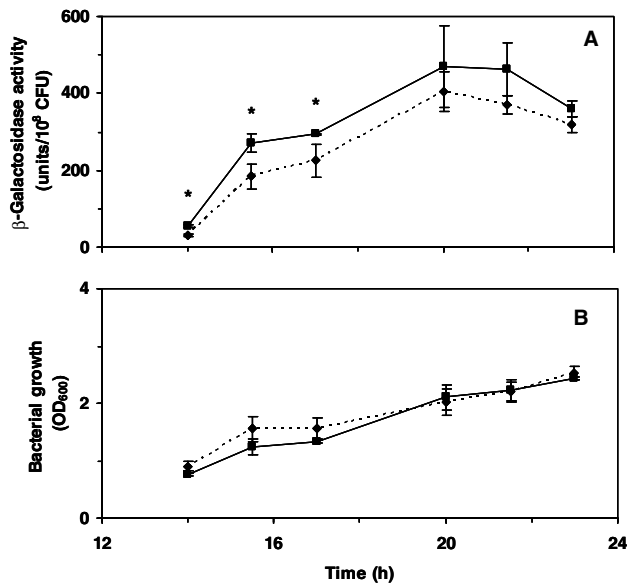 β-Galactosidase activity
(units/10⁸ CFU)
600
400
200
0
A
*
*
*
Bacterial growth
(OD₆₀₀)
4
2
0
B
12
16
20
24
Time (h)